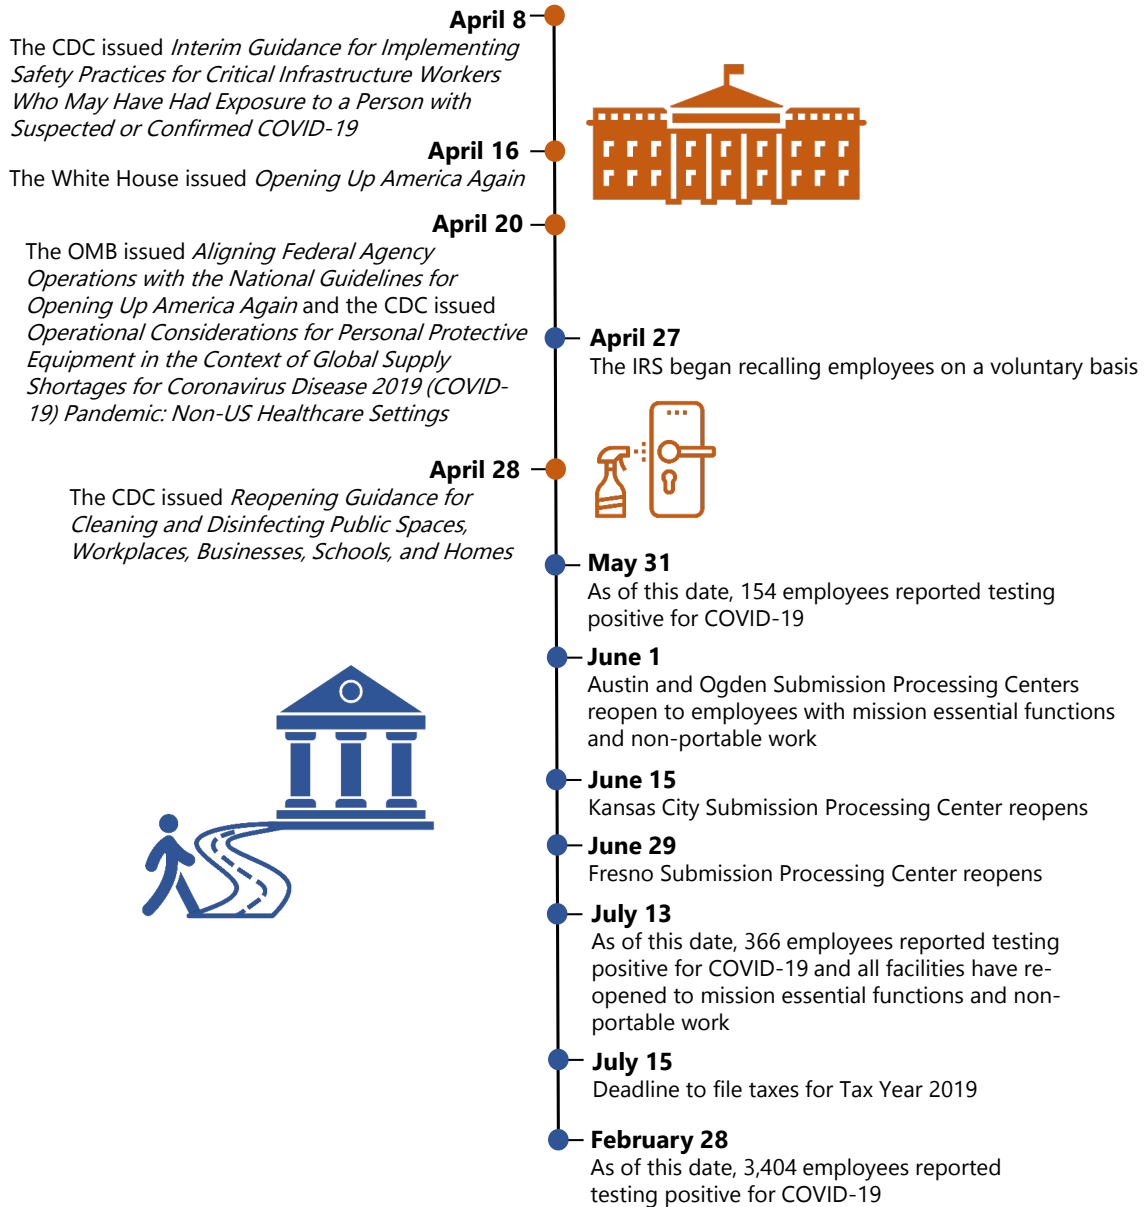 April 8
The CDC issued Interim Guidance for Implementing
Safety Practices for Critical Infrastructure Workers
Who May Have Had Exposure to a Person with
Suspected or Confirmed COVID-19
April 16
The White House issued Opening Up America Again
April 20
The OMB issued Aligning Federal Agency
Operations with the National Guidelines for
Opening Up America Again and the CDC issued
Operational Considerations for Personal Protective
Equipment in the Context of Global Supply
Shortages for Coronavirus Disease 2019 (COVID-
19) Pandemic: Non-US Healthcare Settings
April 27
The IRS began recalling employees on a voluntary basis
April 28
The CDC issued Reopening Guidance for
Cleaning and Disinfecting Public Spaces,
Workplaces, Businesses, Schools, and Homes
May 31
As of this date, 154 employees reported testing
positive for COVID-19
June 1
Austin and Ogden Submission Processing Centers
reopen to employees with mission essential functions
and non-portable work
June 15
Kansas City Submission Processing Center reopens
June 29
Fresno Submission Processing Center reopens
July 13
As of this date, 366 employees reported testing
positive for COVID-19 and all facilities have re-
opened to mission essential functions and non-
portable work
July 15
Deadline to file taxes for Tax Year 2019
February 28
As of this date, 3,404 employees reported
testing positive for COVID-19